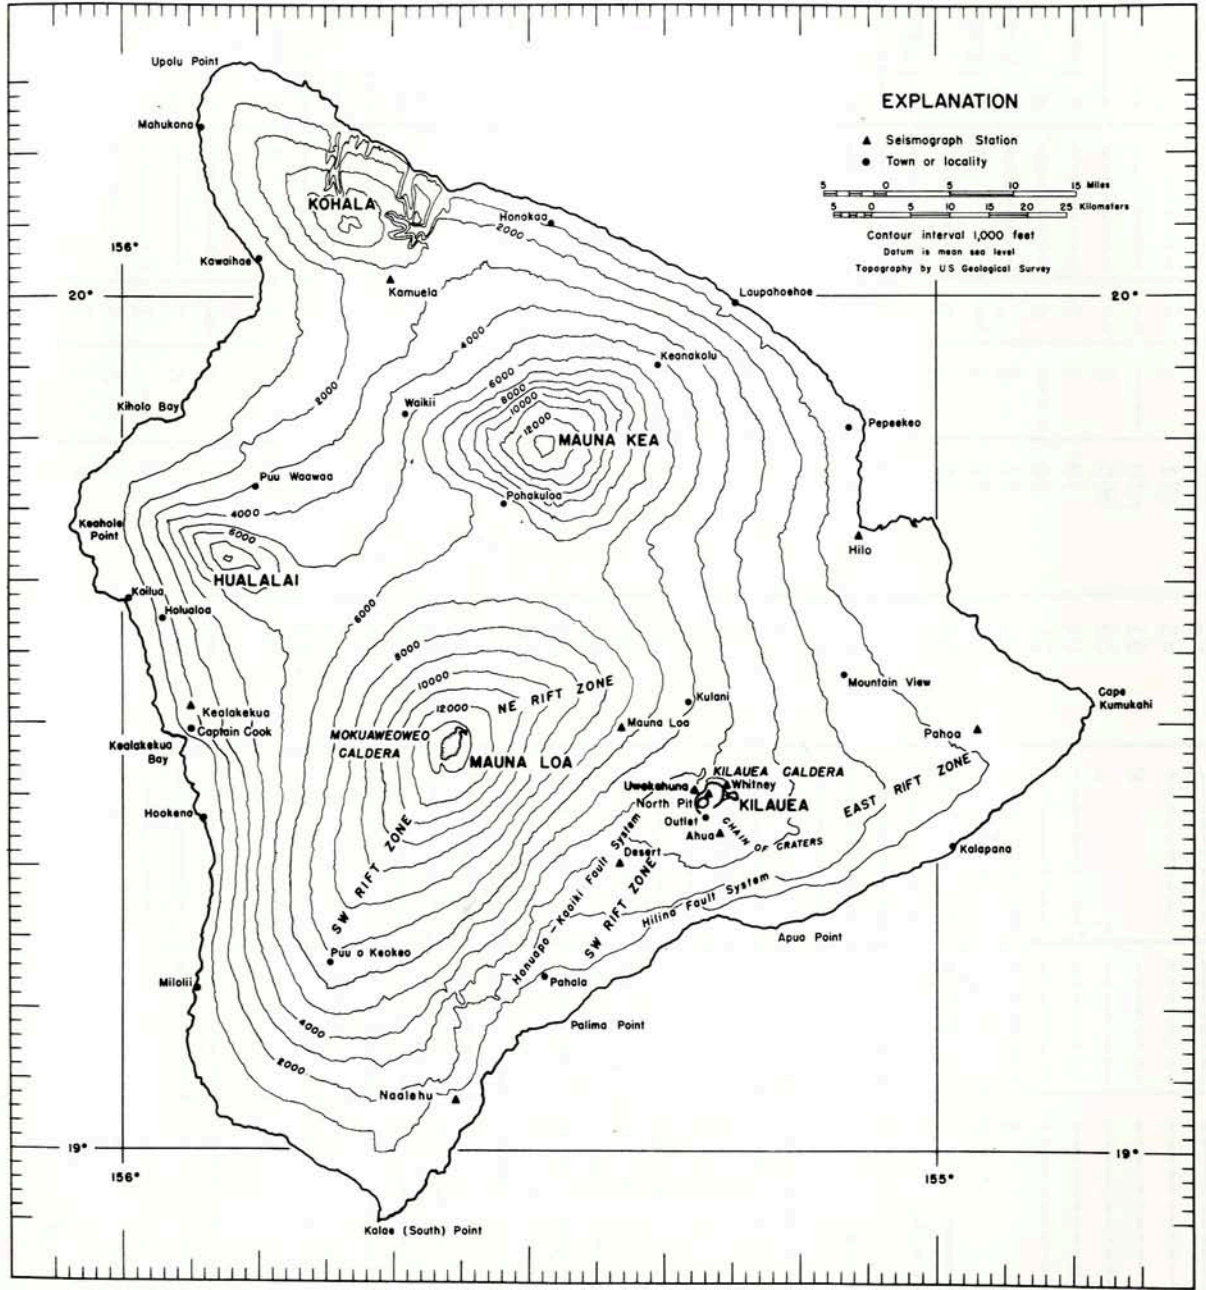 Upolu Point
EXPLANATION
Mahukona
Seismograph Station
Town or locality
5 0 5 10 15 Miles
5 0 5 10 15 20 25 Kilometers
KOHALA
Honokaa
2000
Contour interval 1,000 feet
Datum is mean sea level
Topography by US Geological Survey
156°
Kawaihae
Kamuela
20°
20°
Laupahoehoe
4000
Keanakolu
2000
6000
8000
10000
12000
Kiholo Bay
Waikii
Pepeekeo
MAUNA KEA
Puu Waawaa
Pohakuloa
4000
Keahole
Point
6000
Hilo
HUALALAI
Kailua
Holualoa
6000
8000
10000
12000
NE RIFT ZONE
Kulani
Mountain View
Cape
Kumukahi
Kealakekua
Captain Cook
Kealakekua
Bay
MOKUAWEOWEO
CALDERA
Mauna Loa
Pahoa
MAUNA LOA
KILAUEA CALDERA
Uwekahuna
Whitney
North Pit
KILAUEA
EAST RIFT ZONE
Hookena
Outlet
Ahua
CHAIN OF CRATERS
Kalapana
Desert
SW RIFT ZONE
Honuapo - Kaoiki Fault System
SW RIFT ZONE
Hilina Fault System
Apua Point
Puu o Keokeo
Milolii
Pahala
4000
Palima Point
2000
Naalehu
19°
19°
156°
155°
Kalae (South) Point